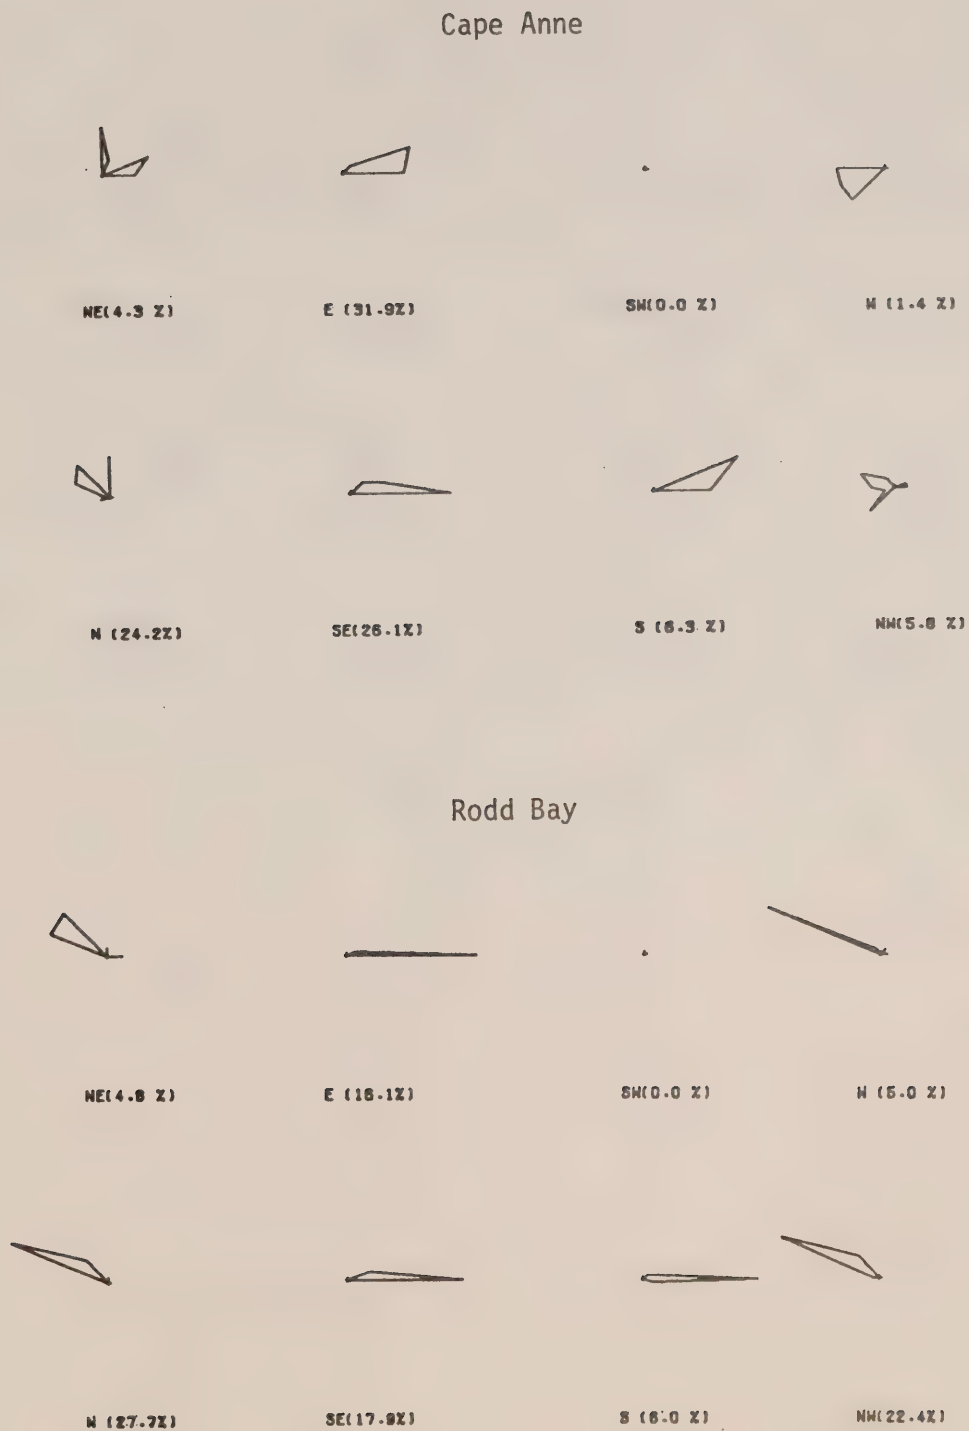 Cape Anne
NE(4.3 %) E (31.9%) SW(0.0 %) W (1.4 %)
N (24.2%) SE(26.1%) S (6.3 %) NW(5.8 %)
Rodd Bay
NE(4.8 %) E (16.1%) SW(0.0 %) W (6.0 %)
N (27.7%) SE(17.9%) S (6.0 %) NW(22.4%)